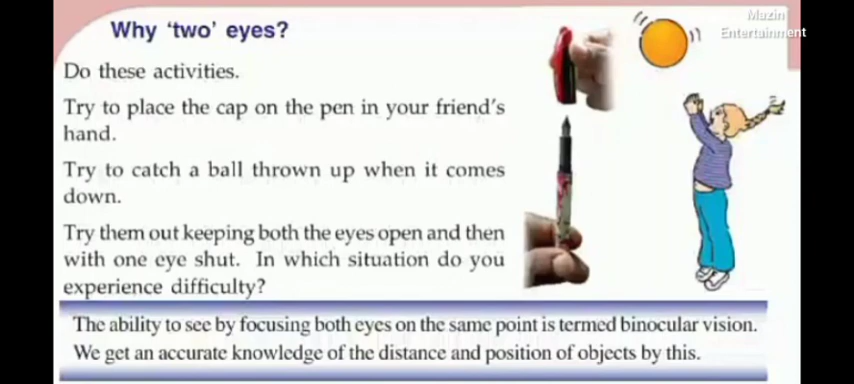 Why ‘two’ eyes?
Mazin
Entertainment
Do these activities.
Try to place the cap on the pen in your friend’s
hand.
Try to catch a ball thrown up when it comes
down.
Try them out keeping both the eyes open and then
with one eye shut. In which situation do you
experience difficulty?
The ability to see by focusing both eyes on the same point is termed binocular vision.
We get an accurate knowledge of the distance and position of objects by this.